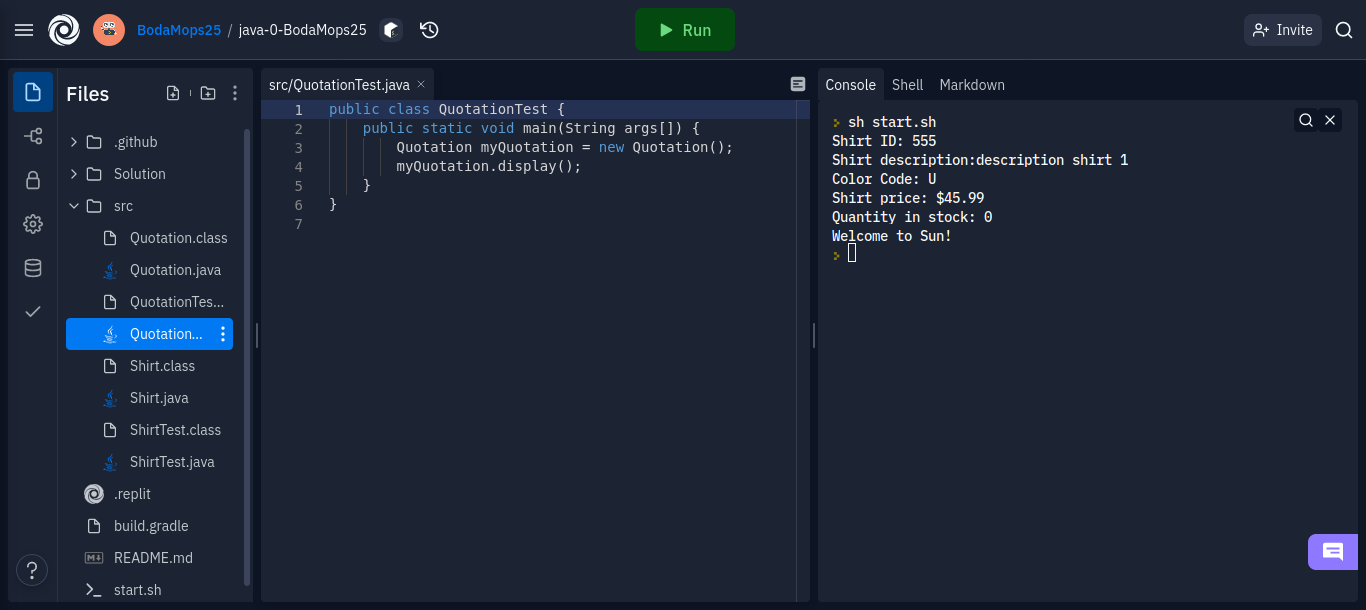 BodaMops25 / java-0-BodaMops25
Run
Invite
Files
.github
Solution
src
Quotation.class
Quotation.java
QuotationTes...
Quotation...
Shirt.class
Shirt.java
ShirtTest.class
ShirtTest.java
.replit
build.gradle
M README.md
start.sh
?
src/QuotationTest.java ×
1 public class QuotationTest {
2 public static void main(String args[]) {
3 Quotation myQuotation = new Quotation();
4 myQuotation.display();
5 }
6 }
7
Console Shell Markdown
sh start.sh
Shirt ID: 555
Shirt description:description shirt 1
Color Code: U
Shirt price: $45.99
Quantity in stock: 0
Welcome to Sun!